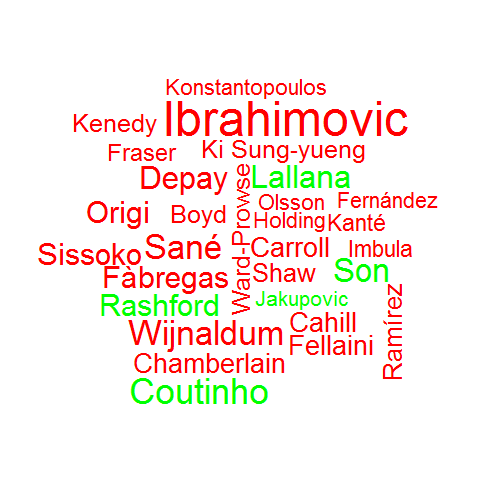 Konstantopoulos
Ibrahimovic
Kenedy
Fraser
Ki Sung-yueng
Depay
Lallana
Ward-Prowse
Olsson
Fernández
Origi
Boyd
Holding
Kanté
Sissoko
Sané
Carroll
Imbula
Fàbregas
Shaw
Son
Rashford
Jakupovic
Ramírez
Wijnaldum
Cahill
Fellaini
Chamberlain
Coutinho